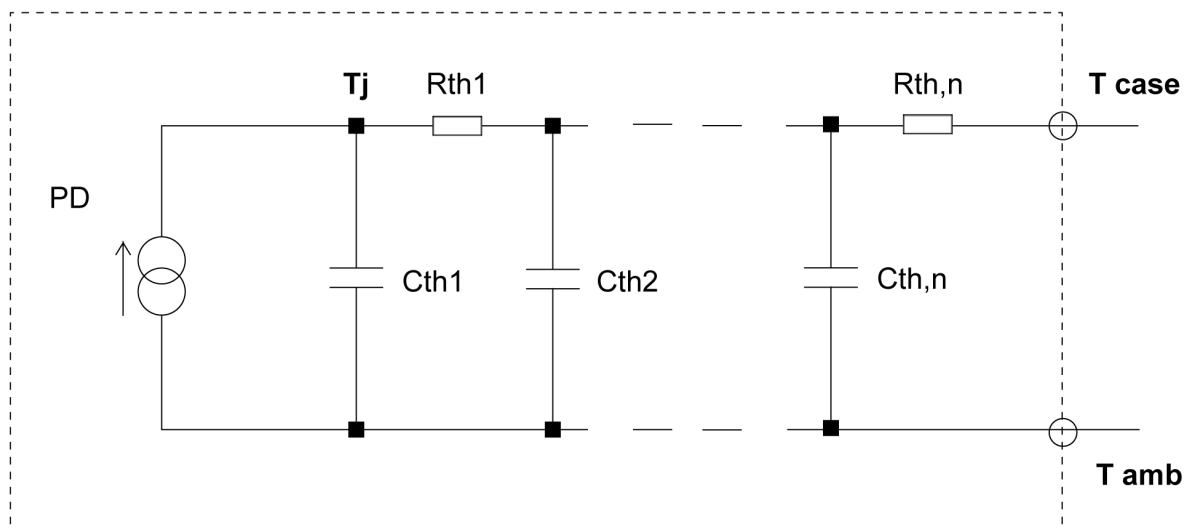 Tj
Rth1
Rth,n
T case
PD
Cth1
Cth2
Cth,n
T amb